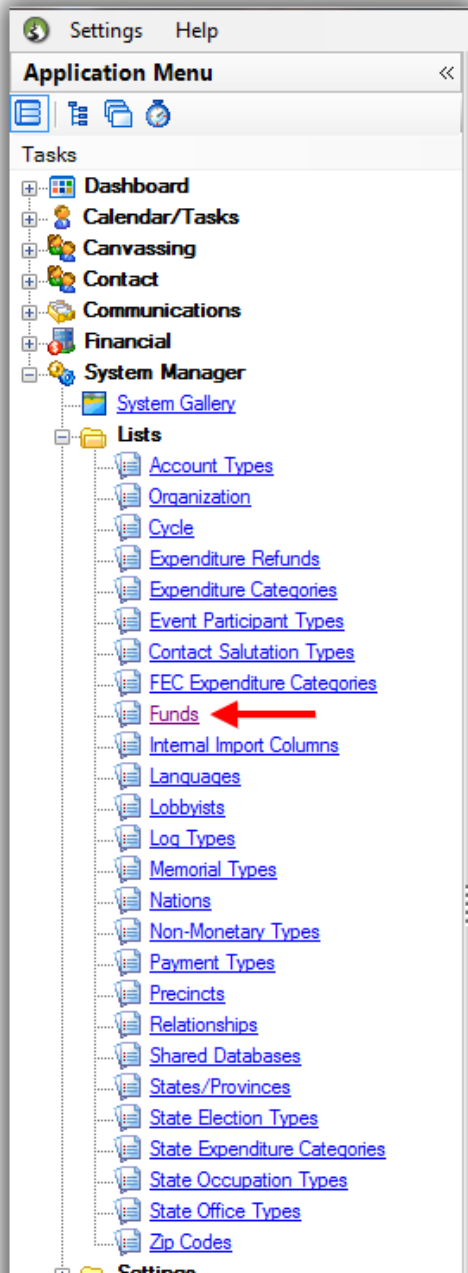 Settings Help
Application Menu
Tasks
Dashboard
Calendar/Tasks
Canvassing
Contact
Communications
Financial
System Manager
System Gallery
Lists
Account Types
Organization
Cycle
Expenditure Refunds
Expenditure Categories
Event Participant Types
Contact Salutation Types
FEC Expenditure Categories
Funds
Internal Import Columns
Languages
Lobbyists
Log Types
Memorial Types
Nations
Non-Monetary Types
Payment Types
Precincts
Relationships
Shared Databases
States/Provinces
State Election Types
State Expenditure Categories
State Occupation Types
State Office Types
Zip Codes
Settings